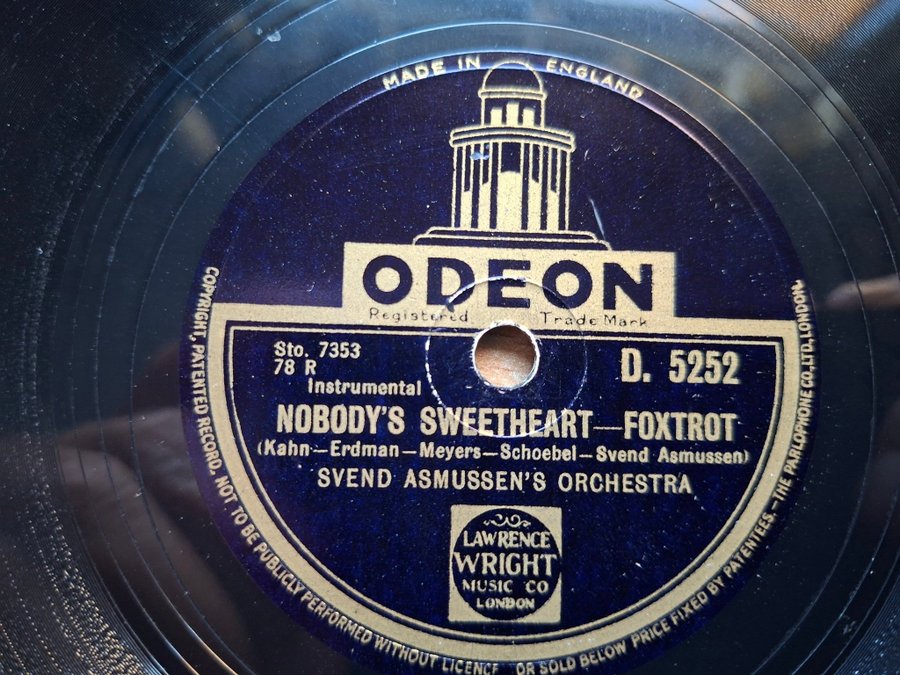 MADE IN ENGLAND
ODEON
Registered Trade Mark
Sto. 7353
D. 5252
78 R
Instrumental
NOBODY'S SWEETHEART—FOXTROT
(Kahn—Erdman—Meyers—Schoebel—Svend Asmussen)
SVEND ASMUSSEN'S ORCHESTRA
LAWRENCE
WRIGHT
MUSIC CO
LONDON
COPYRIGHT, PATENTED RECORD, NOT TO BE PUBLICLY PERFORMED WITHOUT LICENCE OR SOLD BELOW PRICE FIXED BY PATENTEES.—THE PARLOPHONE CO, LTD, LONDON